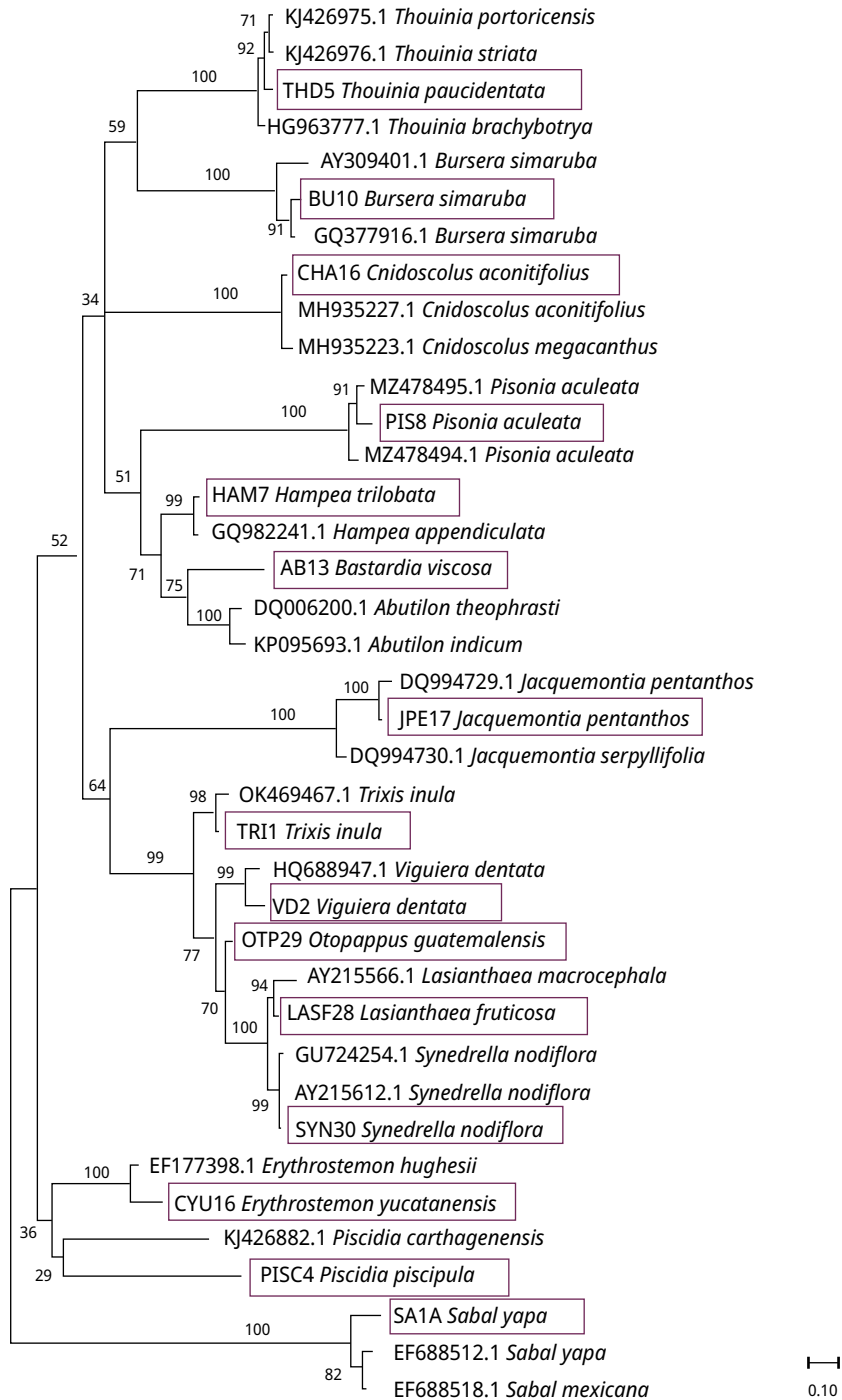 71
KJ426975.1 Thouinia portoricensis
92
KJ426976.1 Thouinia striata
100
THD5 Thouinia paucidentata
59
HG963777.1 Thouinia brachybotrya
AY309401.1 Bursera simaruba
100
BU10 Bursera simaruba
91
GQ377916.1 Bursera simaruba
CHA16 Cnidoscolus aconitifolius
34
100
MH935227.1 Cnidoscolus aconitifolius
MH935223.1 Cnidoscolus megacanthus
91
MZ478495.1 Pisonia aculeata
100
PIS8 Pisonia aculeata
MZ478494.1 Pisonia aculeata
51
99
HAM7 Hampea trilobata
GQ982241.1 Hampea appendiculata
52
71
75
AB13 Bastardia viscosa
100
DQ006200.1 Abutilon theophrasti
KP095693.1 Abutilon indicum
100
DQ994729.1 Jacquemontia pentanthos
100
JPE17 Jacquemontia pentanthos
DQ994730.1 Jacquemontia serpyllifolia
64
98
OK469467.1 Trixis inula
TRI1 Trixis inula
99
99
HQ688947.1 Viguiera dentata
VD2 Viguiera dentata
77
OTP29 Otopappus guatemalensis
94
AY215566.1 Lasianthaea macrocephala
70
LASF28 Lasianthaea fruticosa
100
GU724254.1 Synedrella nodiflora
AY215612.1 Synedrella nodiflora
99
SYN30 Synedrella nodiflora
100
EF177398.1 Erythrostemon hughesii
CYU16 Erythrostemon yucatanensis
36
KJ426882.1 Piscidia carthagenensis
29
PISC4 Piscidia piscipula
SA1A Sabal yapa
100
EF688512.1 Sabal yapa
82
EF688518.1 Sabal mexicana
0.10